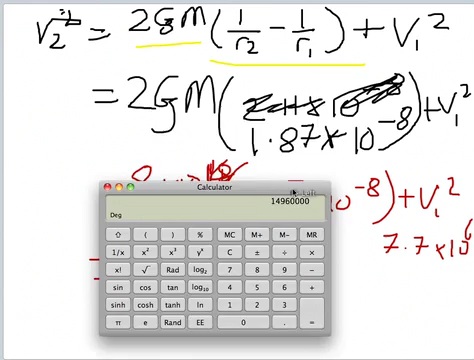 V₂² = 2GM(1/r₂ - 1/r₁) + V₁²
= 2GM(1.87×10⁻⁸) + V₁²
10⁻⁸) + V₁²
7.7×10⁶
Calculator
14960000
Deg
( ) % MC M+ M- MR
1/x x² x³ yˣ C ± ÷ ×
x! √ Rad log₂ 7 8 9 −
sin cos tan log₁₀ 4 5 6 +
sinh cosh tanh ln 1 2 3
π e Rand EE 0 . =